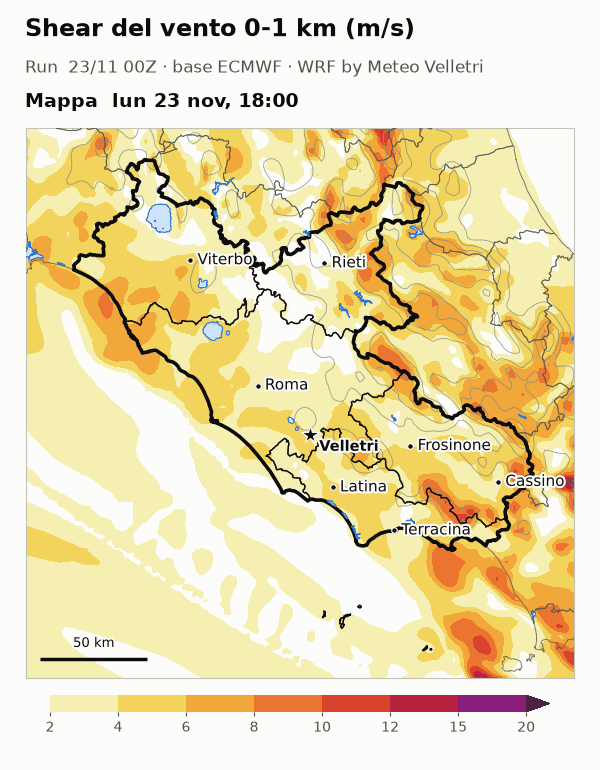 Shear del vento 0-1 km (m/s)
Run 23/11 00Z · base ECMWF · WRF by Meteo Velletri
Mappa lun 23 nov, 18:00
Viterbo
Rieti
Roma
Velletri
Frosinone
Cassino
Latina
Terracina
50 km
2 4 6 8 10 12 15 20